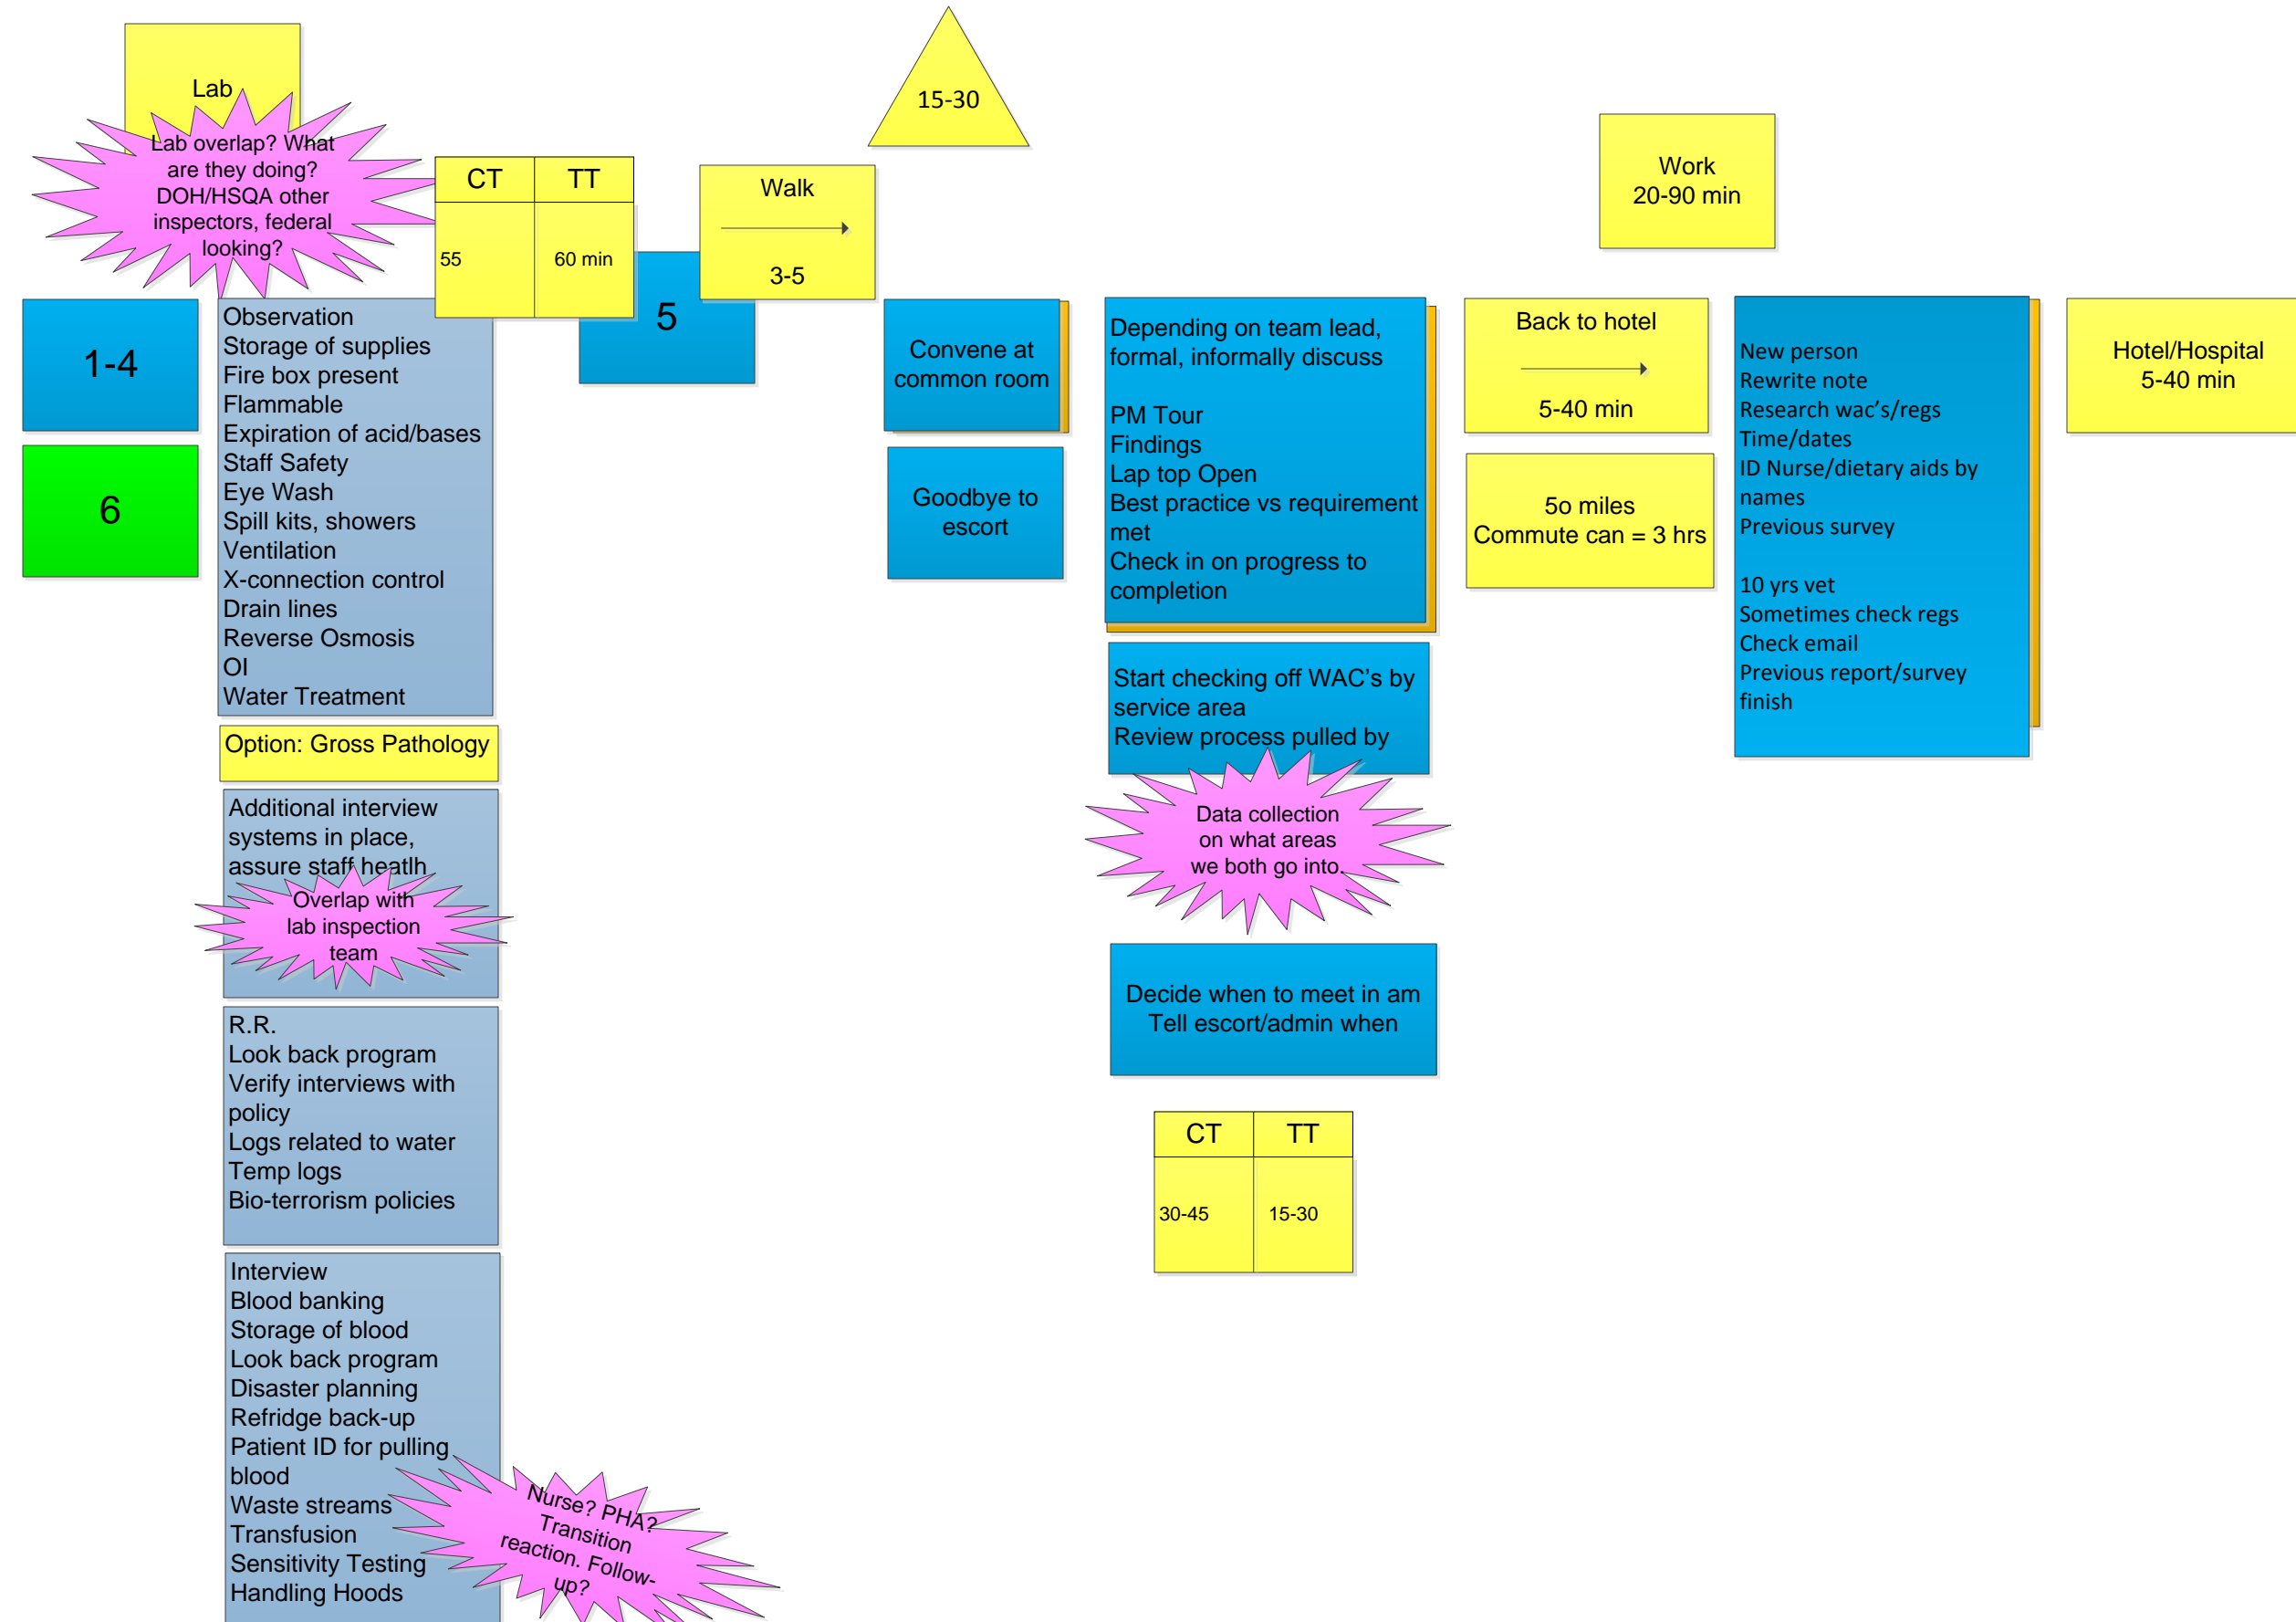 Lab
Lab overlap? What
are they doing?
DOH/HSQA other
inspectors, federal
looking?
CT TT
55 60 min
Walk
3-5
15-30
Work
20-90 min
1-4
6
Observation
Storage of supplies
Fire box present
Flammable
Expiration of acid/bases
Staff Safety
Eye Wash
Spill kits, showers
Ventilation
X-connection control
Drain lines
Reverse Osmosis
OI
Water Treatment
5
Convene at
common room
Goodbye to
escort
Depending on team lead,
formal, informally discuss
PM Tour
Findings
Lap top Open
Best practice vs requirement
met
Check in on progress to
completion
Back to hotel
5-40 min
5o miles
Commute can = 3 hrs
New person
Rewrite note
Research wac's/regs
Time/dates
ID Nurse/dietary aids by
names
Previous survey
10 yrs vet
Sometimes check regs
Check email
Previous report/survey
finish
Hotel/Hospital
5-40 min
Option: Gross Pathology
Additional interview
systems in place,
assure staff heatlh
Overlap with
lab inspection
team
Start checking off WAC's by
service area
Review process pulled by
Data collection
on what areas
we both go into.
Decide when to meet in am
Tell escort/admin when
CT TT
30-45 15-30
R.R.
Look back program
Verify interviews with
policy
Logs related to water
Temp logs
Bio-terrorism policies
Interview
Blood banking
Storage of blood
Look back program
Disaster planning
Refridge back-up
Patient ID for pulling
blood
Waste streams
Transfusion
Sensitivity Testing
Handling Hoods
Nurse? PHA?
Transition
reaction. Follow-
up?